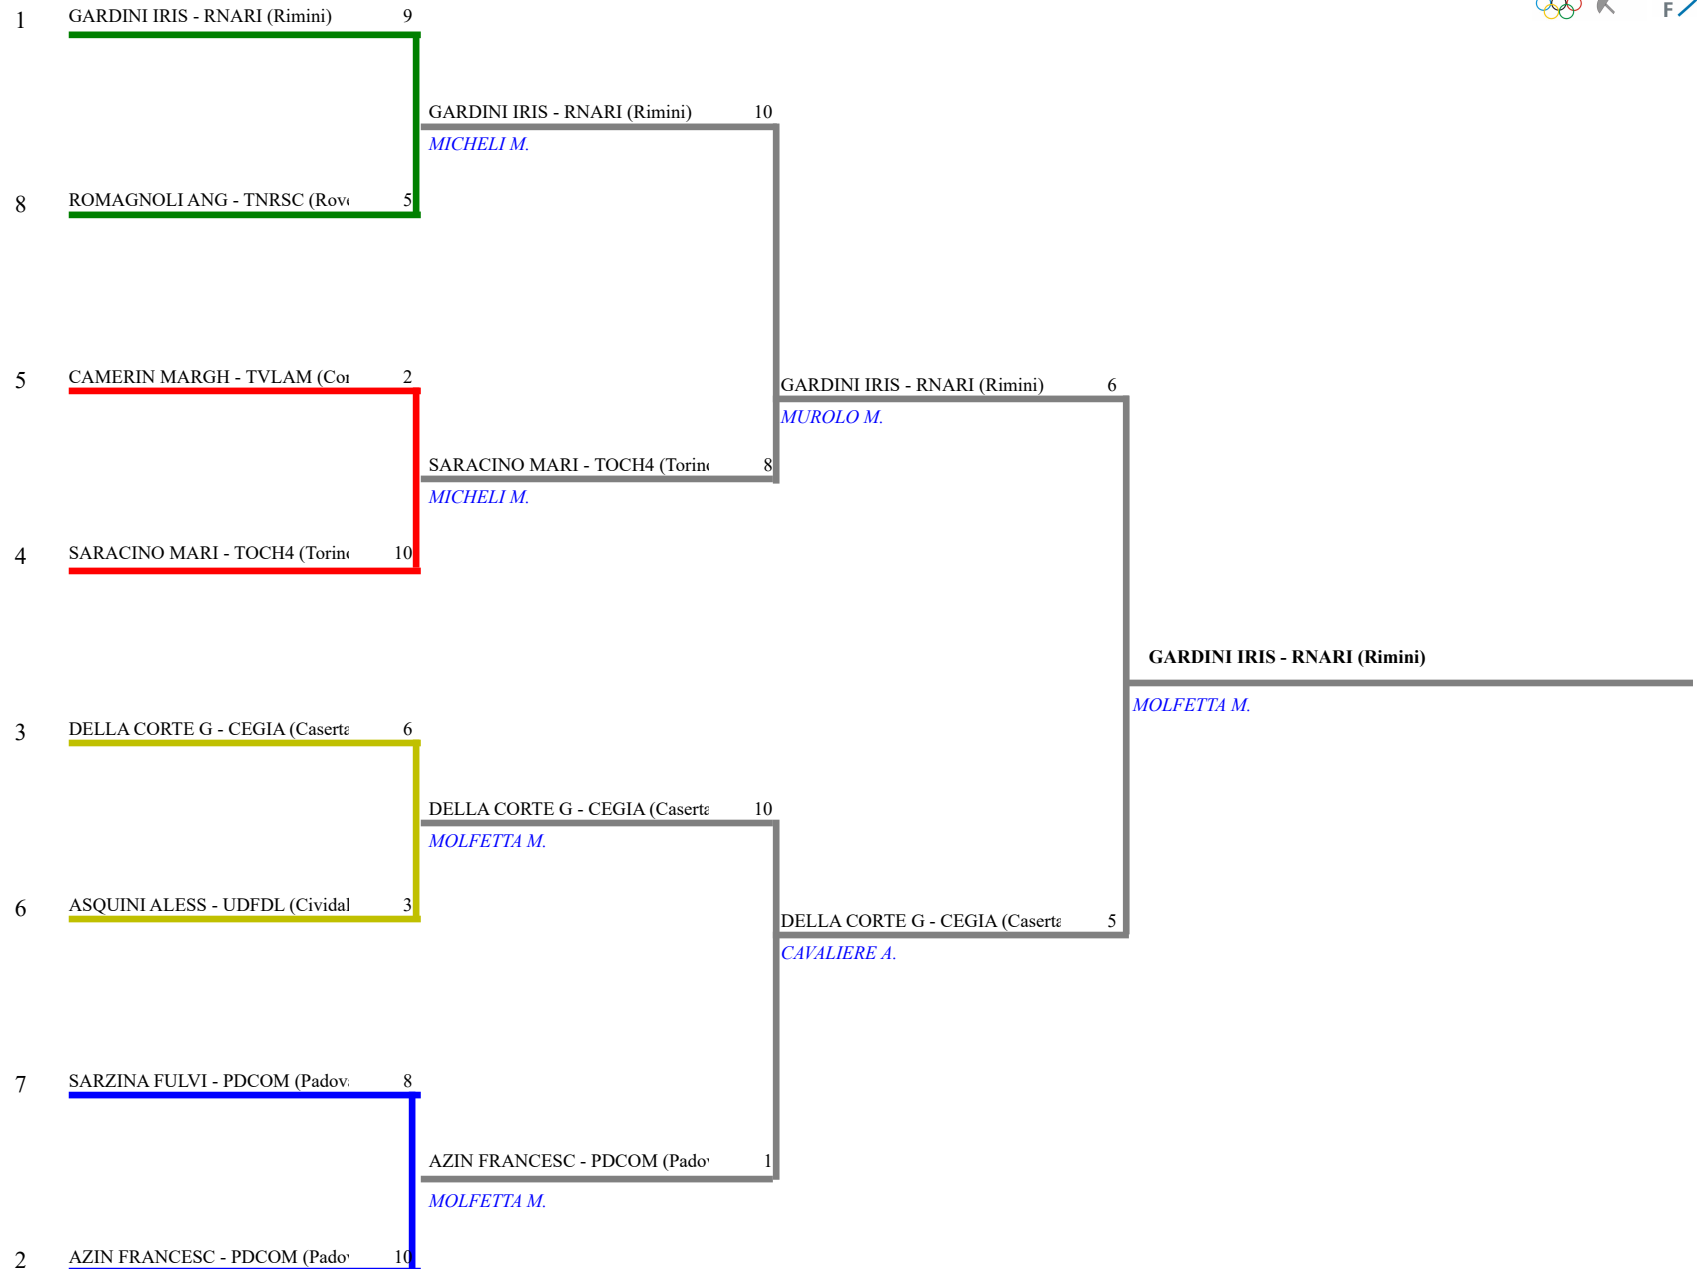 1 GARDINI IRIS - RNARI (Rimini) 9
GARDINI IRIS - RNARI (Rimini) 10
MICHELI M.
8 ROMAGNOLI ANG - TNRSC (Rov 5
5 CAMERIN MARGH - TVLAM (Co 2
GARDINI IRIS - RNARI (Rimini) 6
MUROLO M.
SARACINO MARI - TOCH4 (Torin 8
MICHELI M.
4 SARACINO MARI - TOCH4 (Torin 10
GARDINI IRIS - RNARI (Rimini)
MOLFETTA M.
3 DELLA CORTE G - CEGIA (Caserta 6
DELLA CORTE G - CEGIA (Caserta 10
MOLFETTA M.
6 ASQUINI ALESS - UDFDL (Cividal 3
DELLA CORTE G - CEGIA (Caserta 5
CAVALIERE A.
7 SARZINA FULVI - PDCOM (Padov 8
AZIN FRANCESC - PDCOM (Pado 1
MOLFETTA M.
2 AZIN FRANCESC - PDCOM (Pado 10
F